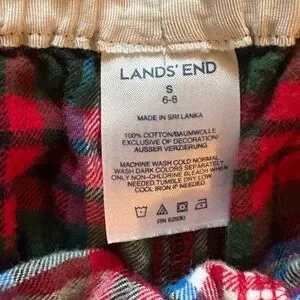 LANDS' END
S
6-8
MADE IN SRI LANKA
100% COTTON/BAUMWOLLE
EXCLUSIVE OF DECORATION/
AUSSER VERZIERUNG
MACHINE WASH COLD NORMAL.
WASH DARK COLORS SEPARATELY
ONLY NON-CHLORINE BLEACH WHEN
NEEDED.TUMBLE DRY LOW.
COOL IRON IF NEEDED.
RN 62830